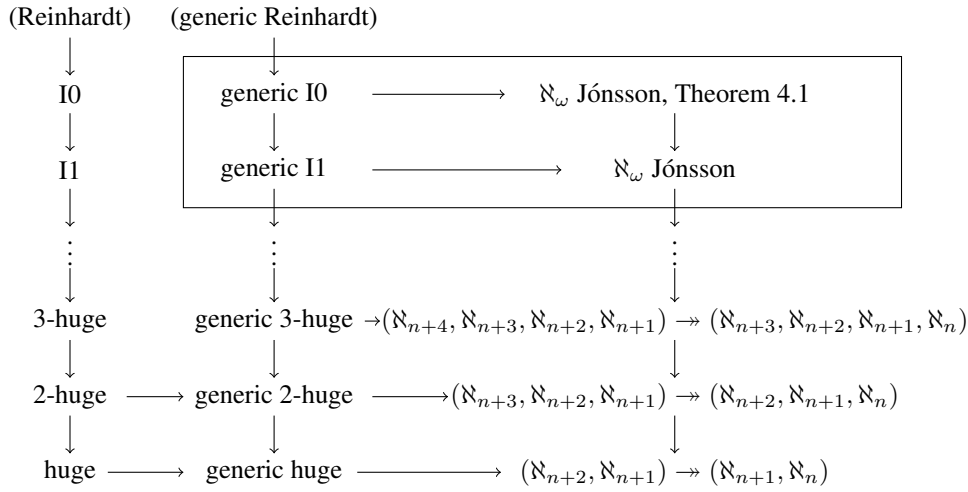 (Reinhardt) (generic Reinhardt)
I0 generic I0 ℵ_ω Jónsson, Theorem 4.1
I1 generic I1 ℵ_ω Jónsson
⋮ ⋮ ⋮
3-huge generic 3-huge (ℵ_{n+4}, ℵ_{n+3}, ℵ_{n+2}, ℵ_{n+1}) ↠ (ℵ_{n+3}, ℵ_{n+2}, ℵ_{n+1}, ℵ_n)
2-huge generic 2-huge (ℵ_{n+3}, ℵ_{n+2}, ℵ_{n+1}) ↠ (ℵ_{n+2}, ℵ_{n+1}, ℵ_n)
huge generic huge (ℵ_{n+2}, ℵ_{n+1}) ↠ (ℵ_{n+1}, ℵ_n)